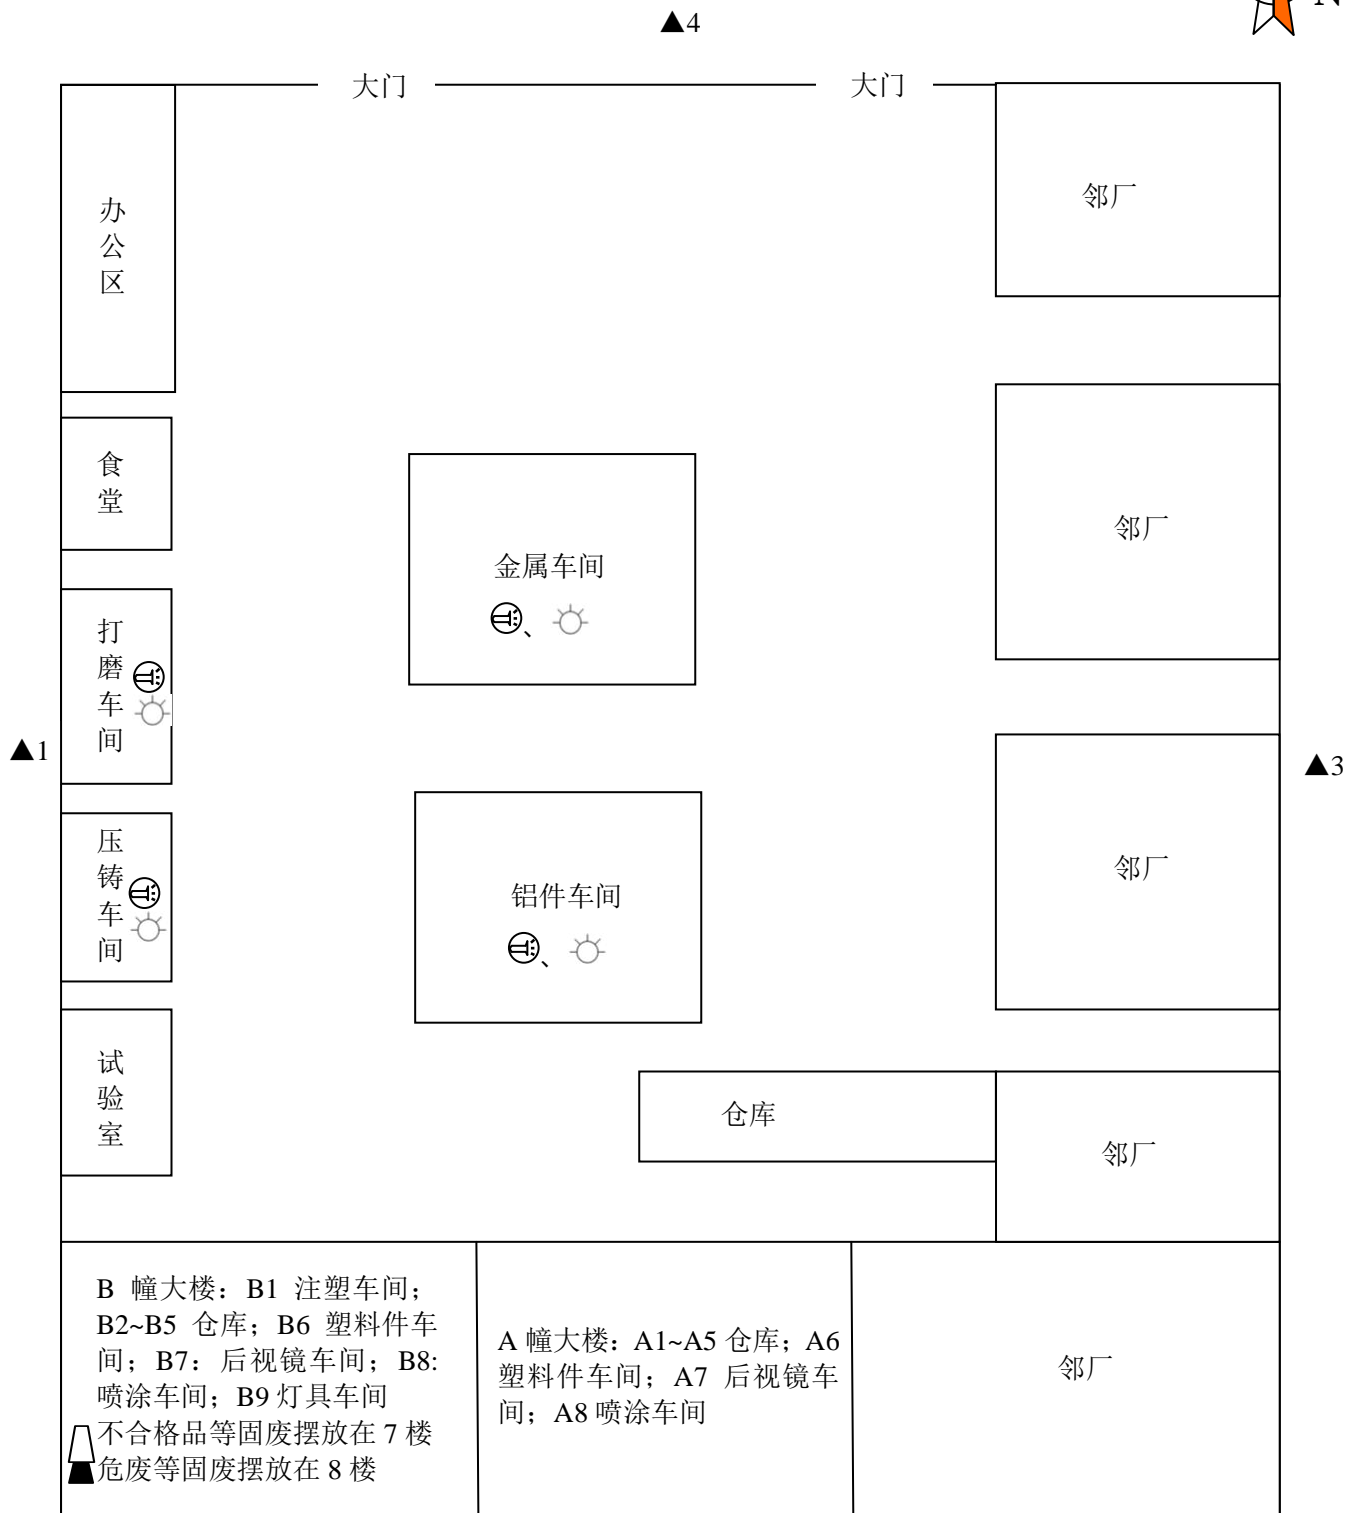 N
▲4
大门
大门
办公区
邻厂
食堂
邻厂
金属车间
、
打磨车间
▲1
▲3
压铸车间
铝件车间
、
邻厂
试验室
仓库
邻厂
B 幢大楼：B1 注塑车间；
B2~B5 仓库；B6 塑料件车
间；B7：后视镜车间；B8:
喷涂车间；B9 灯具车间
不合格品等固废摆放在 7 楼
危废等固废摆放在 8 楼
A 幢大楼：A1~A5 仓库；A6
塑料件车间；A7 后视镜车
间；A8 喷涂车间
邻厂